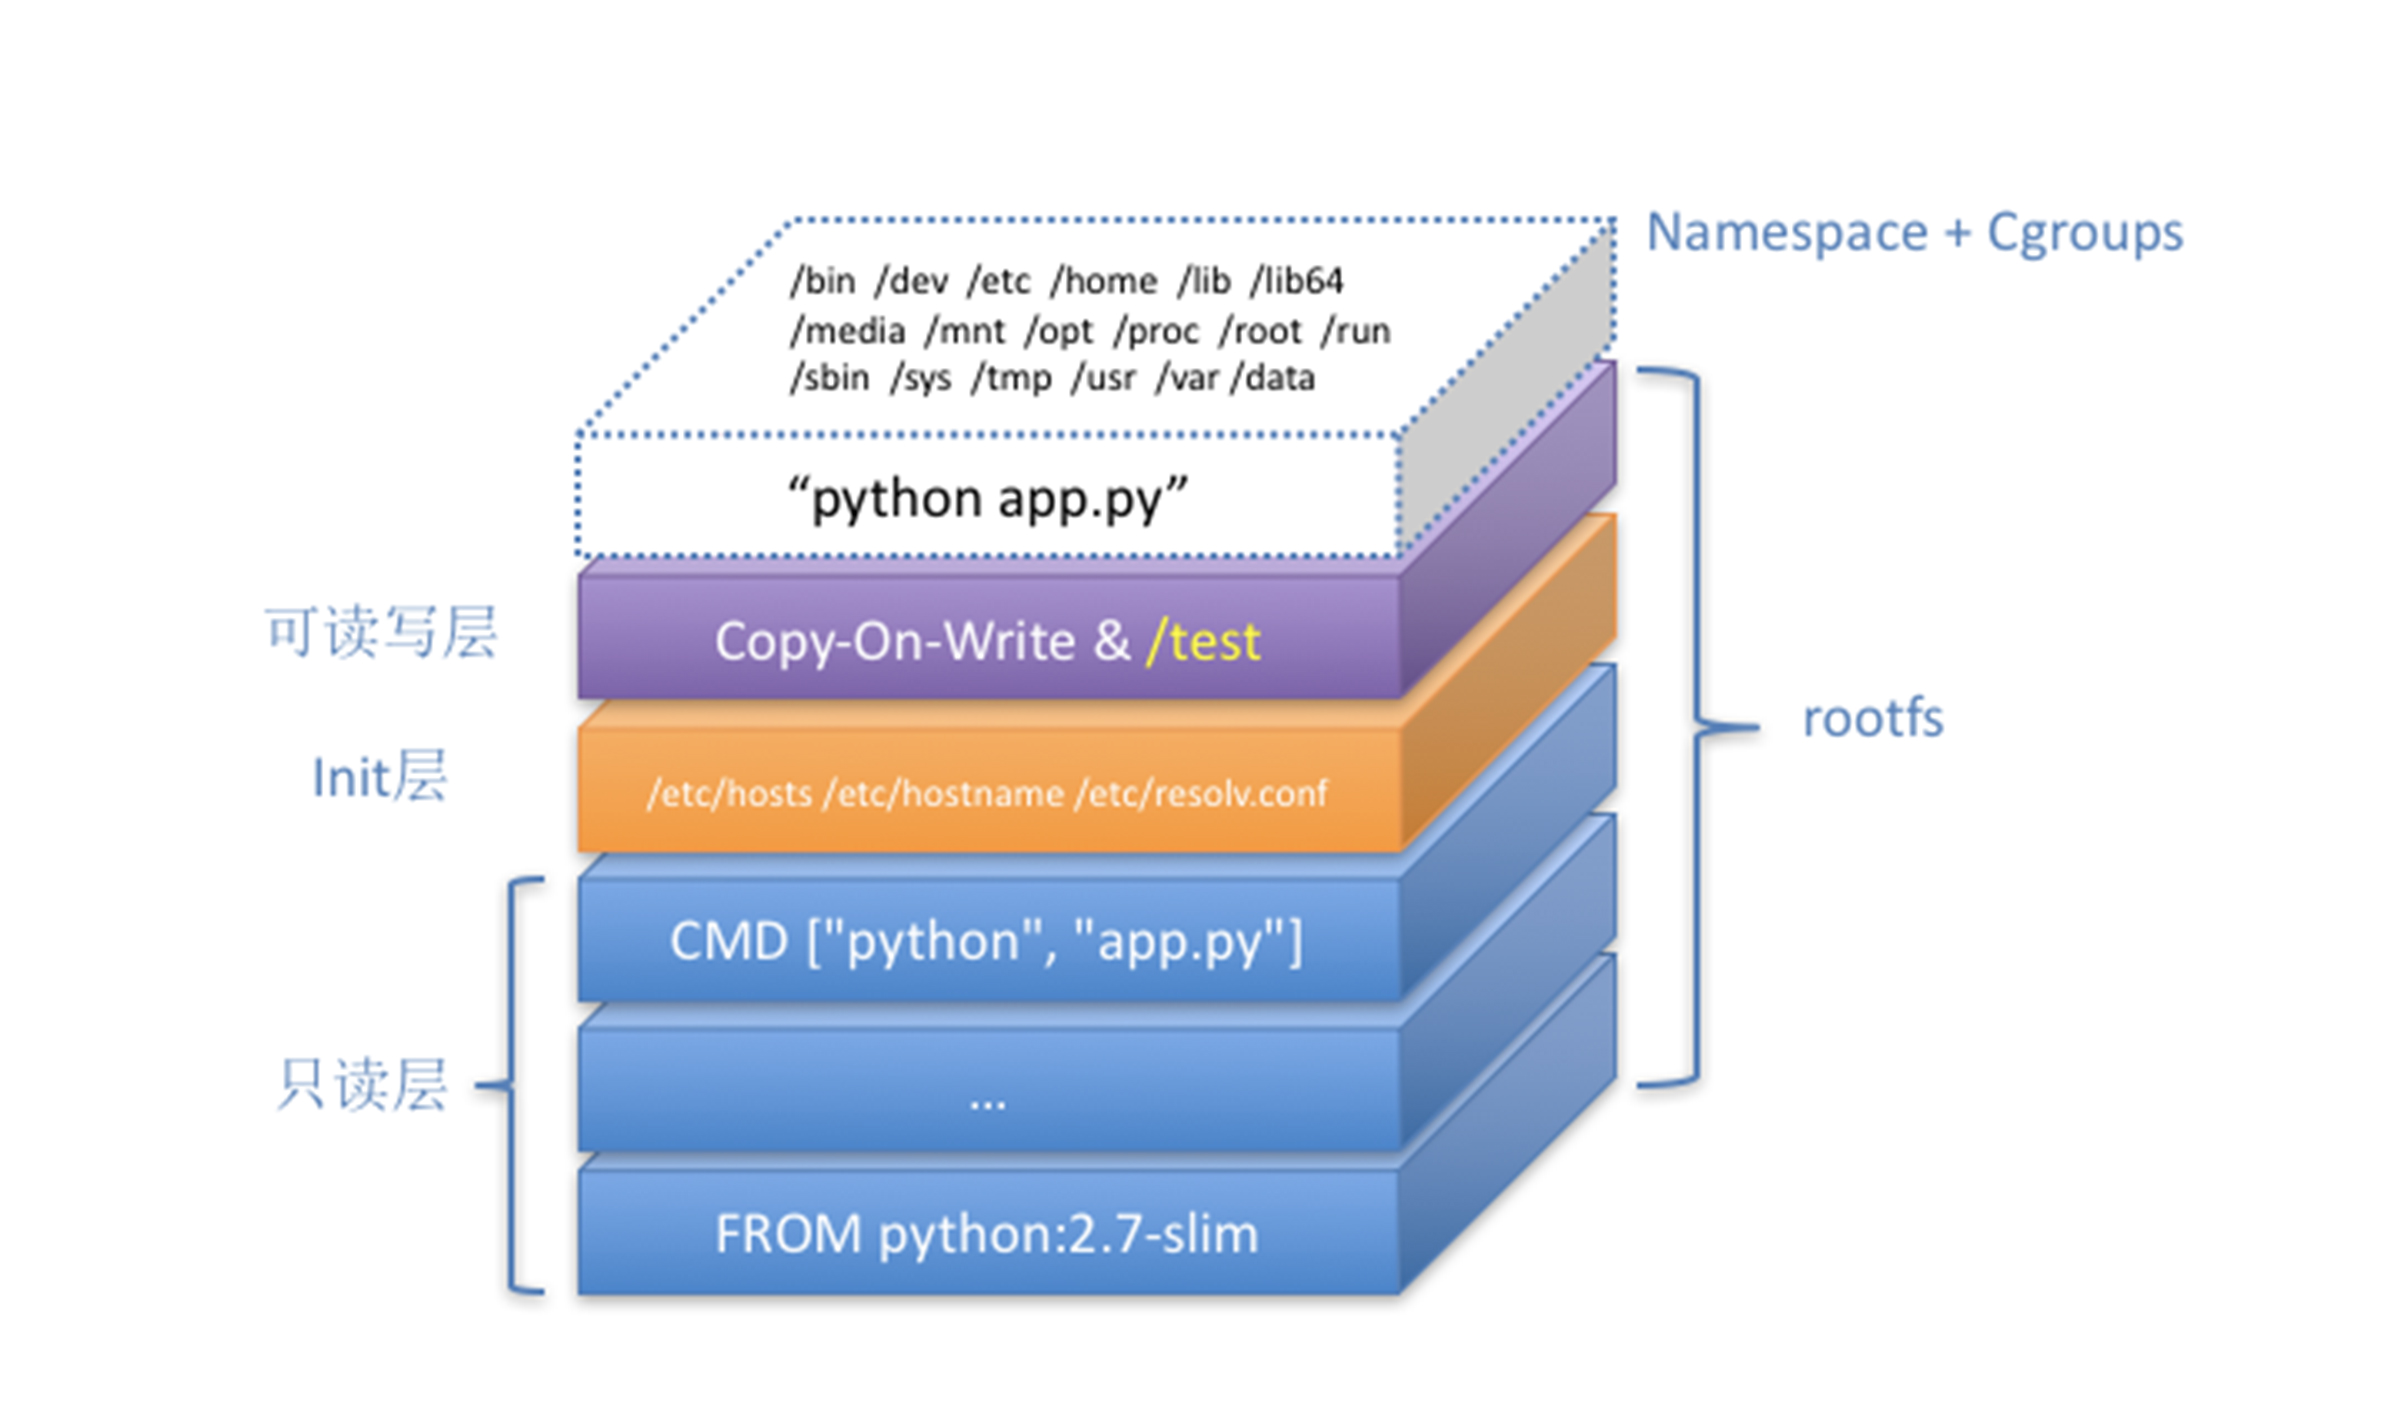 Namespace + Cgroups
/bin /dev /etc /home /lib /lib64
/media /mnt /opt /proc /root /run
/sbin /sys /tmp /usr /var /data
“python app.py”
可读写层
Copy-On-Write & /test
rootfs
Init层
/etc/hosts /etc/hostname /etc/resolv.conf
CMD ["python", "app.py"]
只读层
...
FROM python:2.7-slim